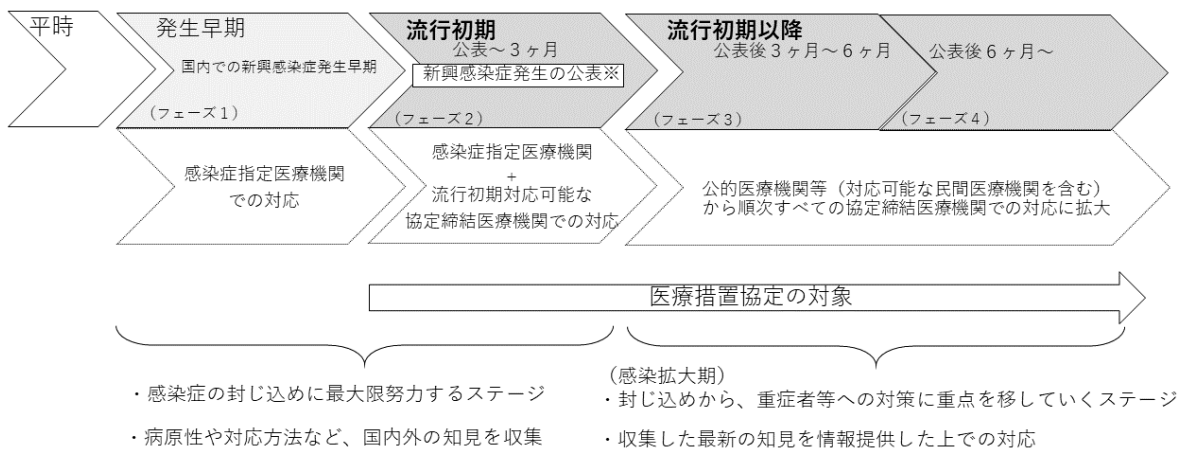 平時
発生早期
国内での新興感染症発生早期
(フェーズ1)
流行初期
公表~3ヶ月
新興感染症発生の公表※
(フェーズ2)
流行初期以降
公表後3ヶ月~6ヶ月
(フェーズ3)
公表後6ヶ月~
(フェーズ4)
感染症指定医療機関
での対応
感染症指定医療機関
+
流行初期対応可能な
協定締結医療機関での対応
公的医療機関等(対応可能な民間医療機関を含む)
から順次すべての協定締結医療機関での対応に拡大
医療措置協定の対象
・感染症の封じ込めに最大限努力するステージ
・病原性や対応方法など、国内外の知見を収集
(感染拡大期)
・封じ込めから、重症者等への対策に重点を移していくステージ
・収集した最新の知見を情報提供した上での対応